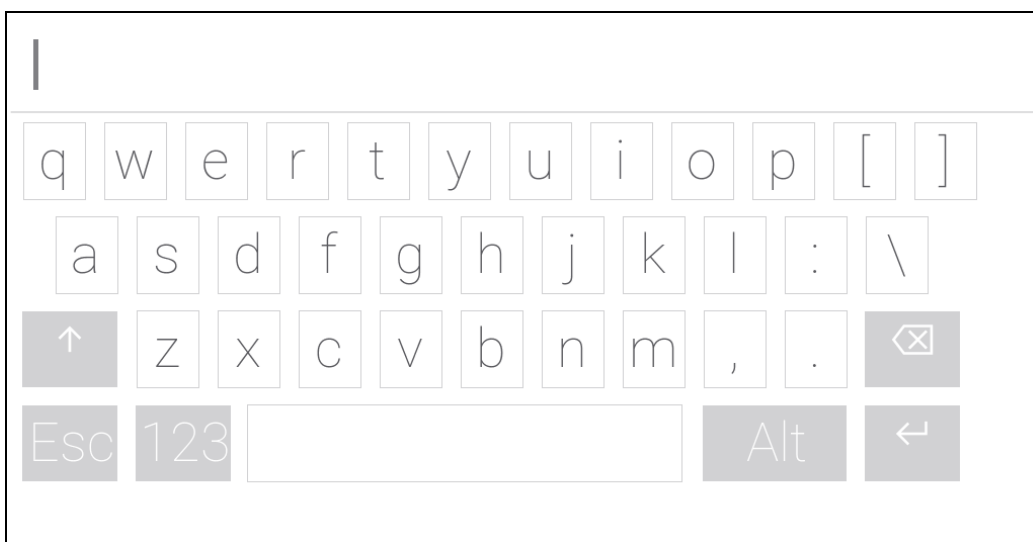 q w e r t y u i o p [ ]
a s d f g h j k l : \
↑ z x c v b n m , . ⌫
Esc 123 Alt ↵